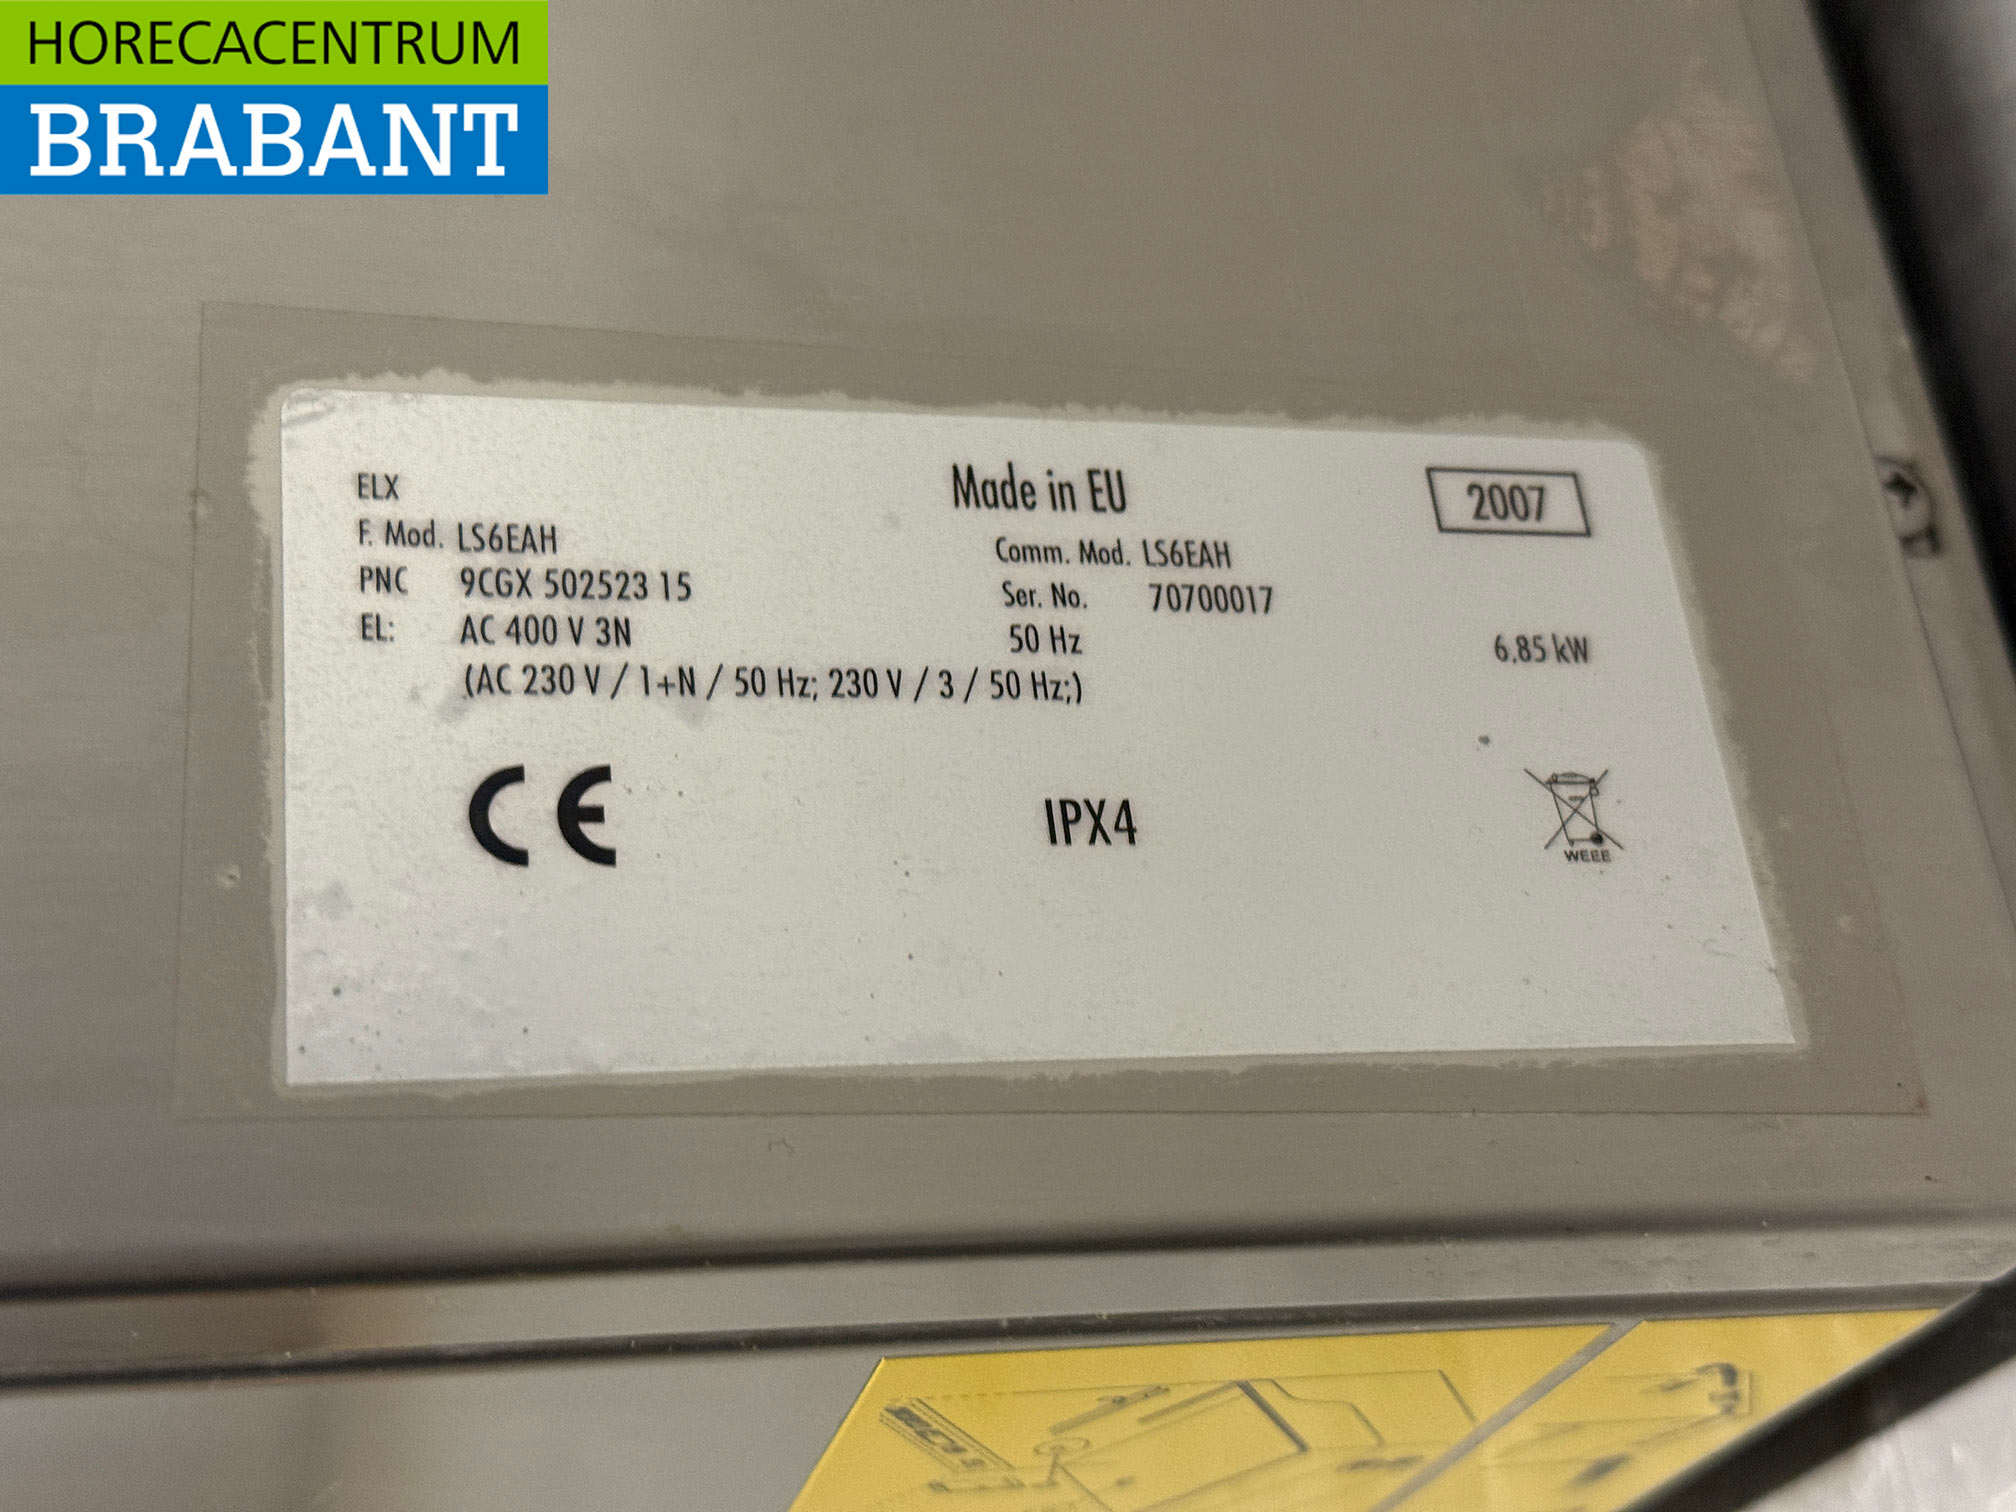 HORECACENTRUM
BRABANT
ELX
Made in EU
2007
F. Mod. LS6EAH
Comm. Mod. LS6EAH
PNC 9CGX 502523 15
Ser. No. 70700017
EL: AC 400 V 3N
50 Hz
6.85 kW
(AC 230 V / 1+N / 50 Hz; 230 V / 3 / 50 Hz;)
CE
IPX4
WEEE